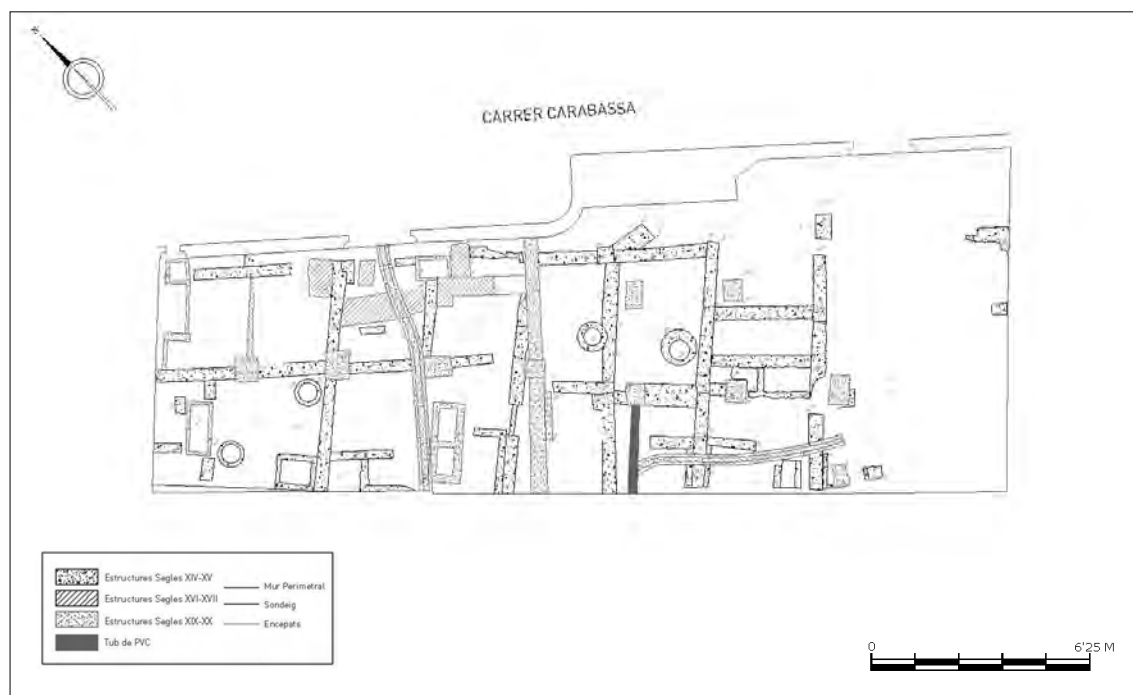 CARRER CARABASSA
Estructures Segles XIV-XV
Estructures Segles XVI-XVII
Estructures Segles XIX-XX
Tub de PVC
Mur Perimetral
Sondeig
Encepats
0 6'25 M